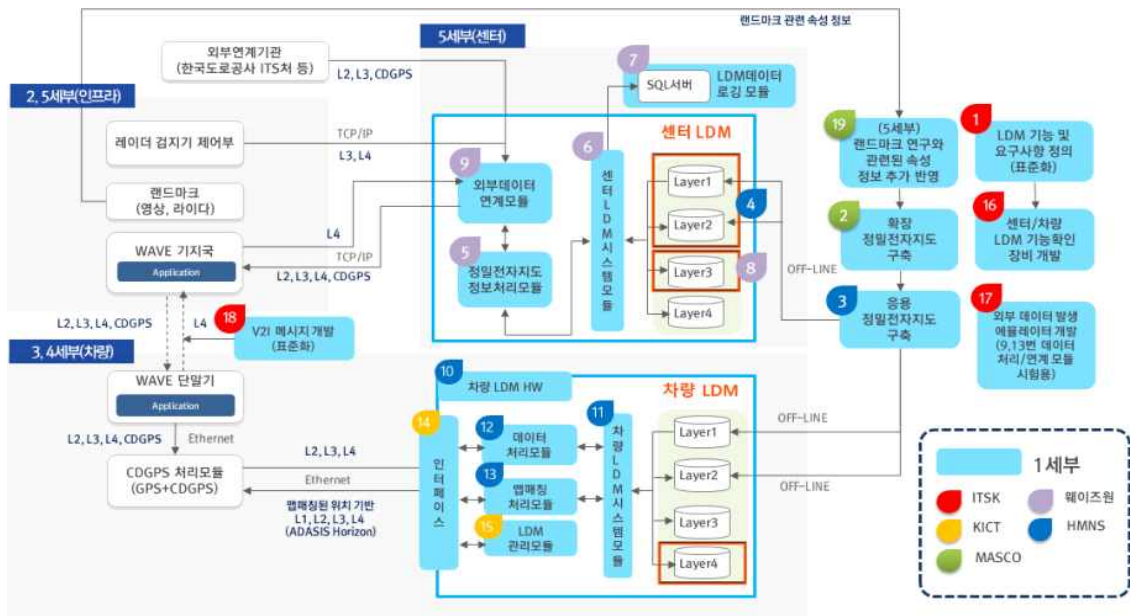 랜드마크 관련 속성 정보
5세부(센터)
외부연계기관
(한국도로공사 ITS처 등)
L2, L3, CDGPS
7
SQL서버
LDM데이터
로깅 모듈
2, 5세부(인프라)
레이더 검지기 제어부
TCP/IP
L3, L4
랜드마크
(영상, 라이다)
WAVE 기지국
Application
L4
TCP/IP
L2, L3, L4, CDGPS
센터 LDM
9
외부데이터
연계모듈
5
정밀전자지도
정보처리모듈
6
센터LDM시스템모듈
Layer1
Layer2
Layer3
Layer4
4
8
OFF-LINE
19
(5세부)
랜드마크 연구와
관련된 속성
정보 추가 반영
2
확장
정밀전자지도
구축
3
응용
정밀전자지도
구축
1
LDM 기능 및
요구사항 정의
(표준화)
16
센터/차량
LDM 기능확인
장비 개발
17
외부 데이터 발생
에뮬레이터 개발
(9,13번 데이터
처리/연계 모듈
시험용)
L2, L3, L4, CDGPS
L4
18
V2I 메시지 개발
(표준화)
3, 4세부(차량)
WAVE 단말기
Application
L2, L3, L4, CDGPS
Ethernet
CDGPS 처리모듈
(GPS+CDGPS)
L2, L3, L4
Ethernet
맵매칭된 위치 기반
L1, L2, L3, L4
(ADASIS Horizon)
10
차량 LDM HW
차량 LDM
14
인터페이스
12
데이터
처리모듈
13
맵매칭
처리모듈
15
LDM
관리모듈
11
차량LDM시스템모듈
Layer1
Layer2
Layer3
Layer4
OFF-LINE
OFF-LINE
1세부
ITSK
웨이즈원
KICT
HMNS
MASCO